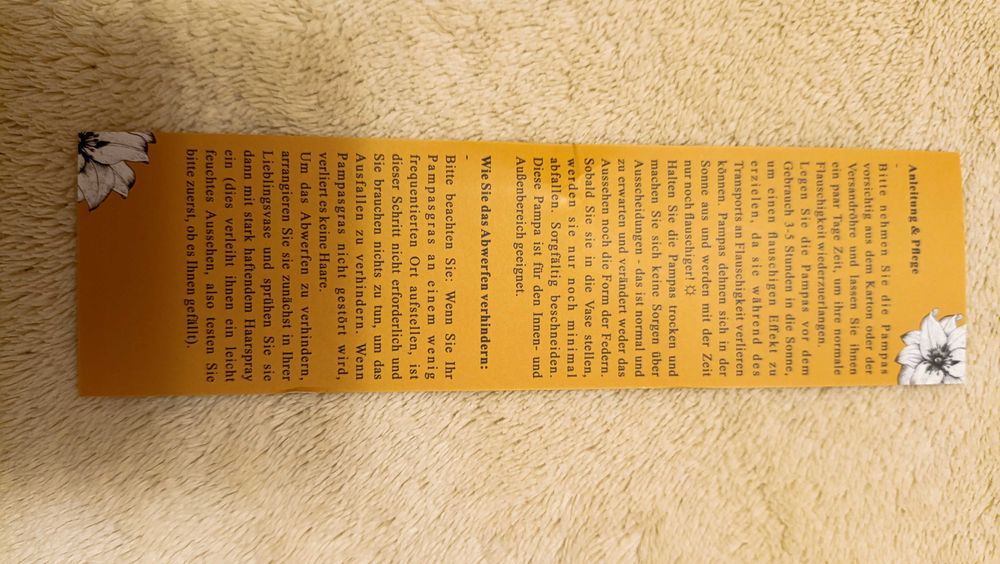 Anleitung & Pflege
-
Bitte nehmen Sie die Pampas
vorsichtig aus dem Karton oder der
Versandröhre und lassen Sie ihnen
ein paar Tage Zeit, um ihre normale
Flauschigkeit wiederzuerlangen.
Legen Sie die Pampas vor dem
Gebrauch 3-5 Stunden in die Sonne,
um einen flauschigen Effekt zu
erzielen, da sie während des
Transports an Flauschigkeit verlieren
können. Pampas dehnen sich in der
Sonne aus und werden mit der Zeit
nur noch flauschiger! ☼
Halten Sie die Pampas trocken und
machen Sie sich keine Sorgen über
Ausscheidungen - das ist normal und
zu erwarten und verändert weder das
Aussehen noch die Form der Federn.
Sobald Sie sie in die Vase stellen,
werden sie nur noch minimal
abfallen. Sorgfältig beschneiden.
Diese Pampa ist für den Innen- und
Außenbereich geeignet.
Wie Sie das Abwerfen verhindern:
-
Bitte beachten Sie: Wenn Sie Ihr
Pampasgras an einem wenig
frequentierten Ort aufstellen, ist
dieser Schritt nicht erforderlich und
Sie brauchen nichts zu tun, um das
Ausfallen zu verhindern. Wenn
Pampasgras nicht gestört wird,
verliert es keine Haare.
Um das Abwerfen zu verhindern,
arrangieren Sie sie zunächst in Ihrer
Lieblingsvase und sprühen Sie sie
dann mit stark haftendem Haarspray
ein (dies verleiht ihnen ein leicht
feuchtes Aussehen, also testen Sie
bitte zuerst, ob es Ihnen gefällt).